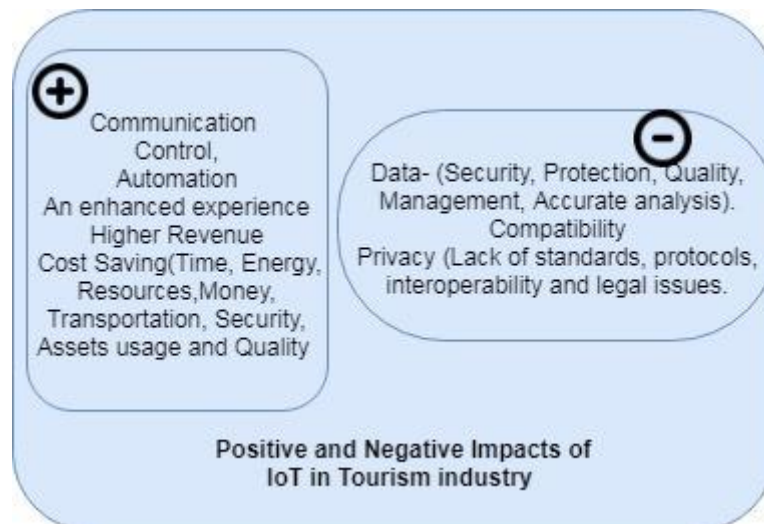 Communication
Control,
Automation
An enhanced experience
Higher Revenue
Cost Saving(Time, Energy,
Resources,Money,
Transportation, Security,
Assets usage and Quality
Data- (Security, Protection, Quality,
Management, Accurate analysis).
Compatibility
Privacy (Lack of standards, protocols,
interoperability and legal issues.
Positive and Negative Impacts of
IoT in Tourism industry